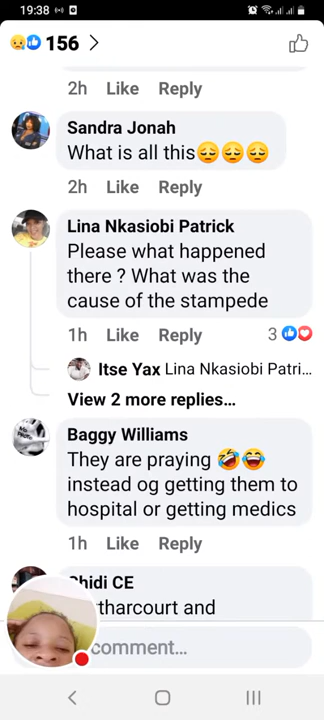 19:38
156
2h Like Reply
Sandra Jonah
What is all this😔😔😔
2h Like Reply
Lina Nkasiobi Patrick
Please what happened
there ? What was the
cause of the stampede
1h Like Reply 3
Itse Yax Lina Nkasiobi Patri...
View 2 more replies...
Baggy Williams
They are praying 🤣😂
instead og getting them to
hospital or getting medics
1h Like Reply
Chidi CE
tharcourt and
comment...